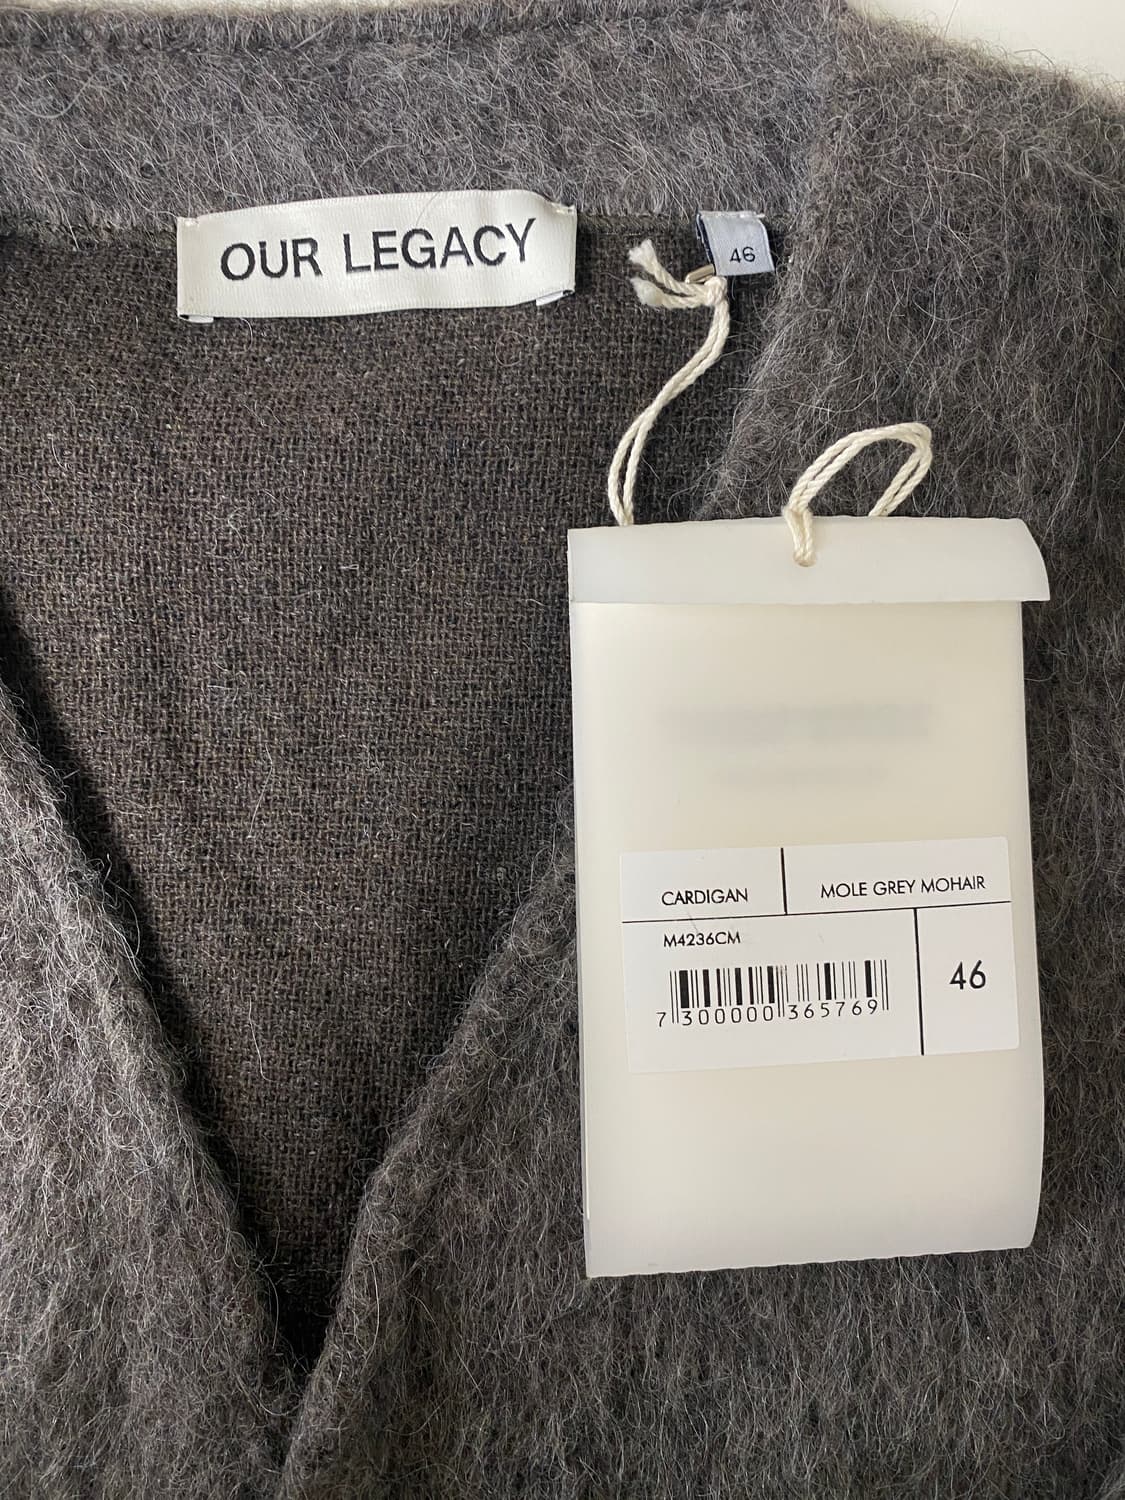 OUR LEGACY
46
CARDIGAN
MOLE GREY MOHAIR
M4236CM
7 300000 365769
46